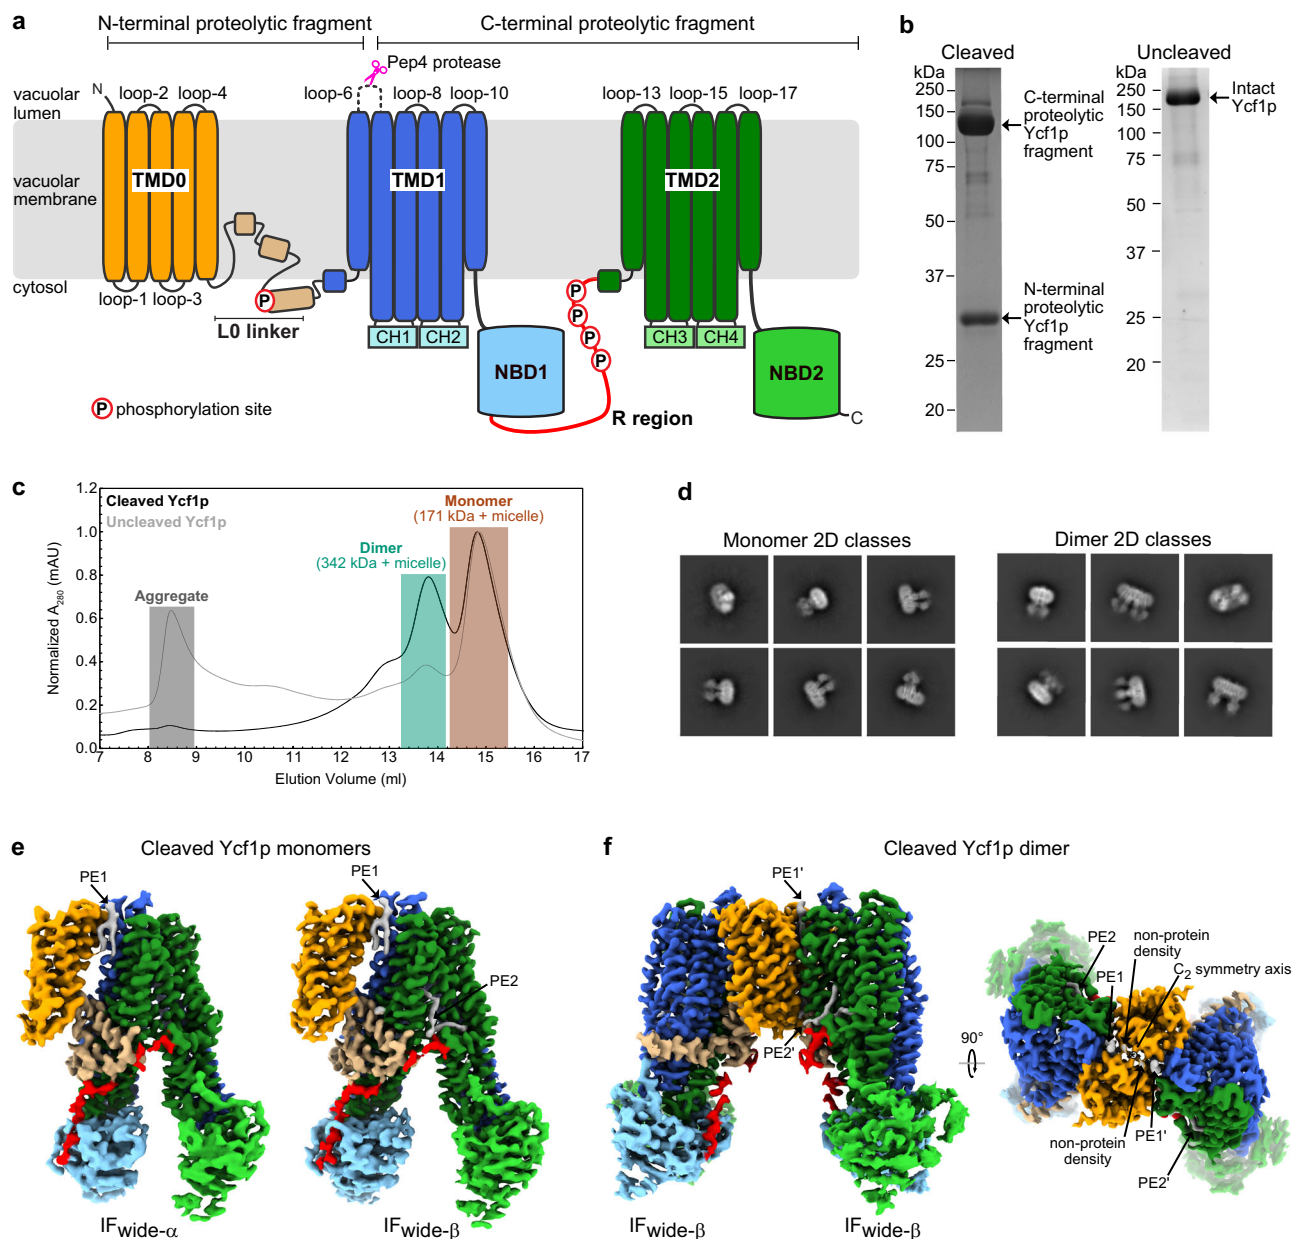 a
N-terminal proteolytic fragment
C-terminal proteolytic fragment
Pep4 protease
vacuolar
lumen
N
loop-2
loop-4
loop-6
loop-8
loop-10
loop-13
loop-15
loop-17
vacuolar
membrane
TMD0
TMD1
TMD2
cytosol
loop-1
loop-3
P
L0 linker
CH1
CH2
NBD1
P
P
P
P
CH3
CH4
NBD2
C
R region
P phosphorylation site
b
Cleaved
kDa
250
150
100
75
50
37
25
20
C-terminal
proteolytic
Ycf1p
fragment
N-terminal
proteolytic
Ycf1p
fragment
Uncleaved
kDa
250
150
100
75
50
37
25
20
Intact
Ycf1p
c
Cleaved Ycf1p
Uncleaved Ycf1p
Aggregate
Dimer
(342 kDa + micelle)
Monomer
(171 kDa + micelle)
Normalized A280 (mAU)
1.2
1.0
0.8
0.6
0.4
0.2
0.0
7 8 9 10 11 12 13 14 15 16 17
Elution Volume (ml)
d
Monomer 2D classes
Dimer 2D classes
e
Cleaved Ycf1p monomers
PE1
PE1
PE2
IFwide-α
IFwide-β
f
Cleaved Ycf1p dimer
PE1'
PE2'
IFwide-β
IFwide-β
90°
PE2
non-protein
density
PE1
C2 symmetry axis
non-protein
density
PE1'
PE2'